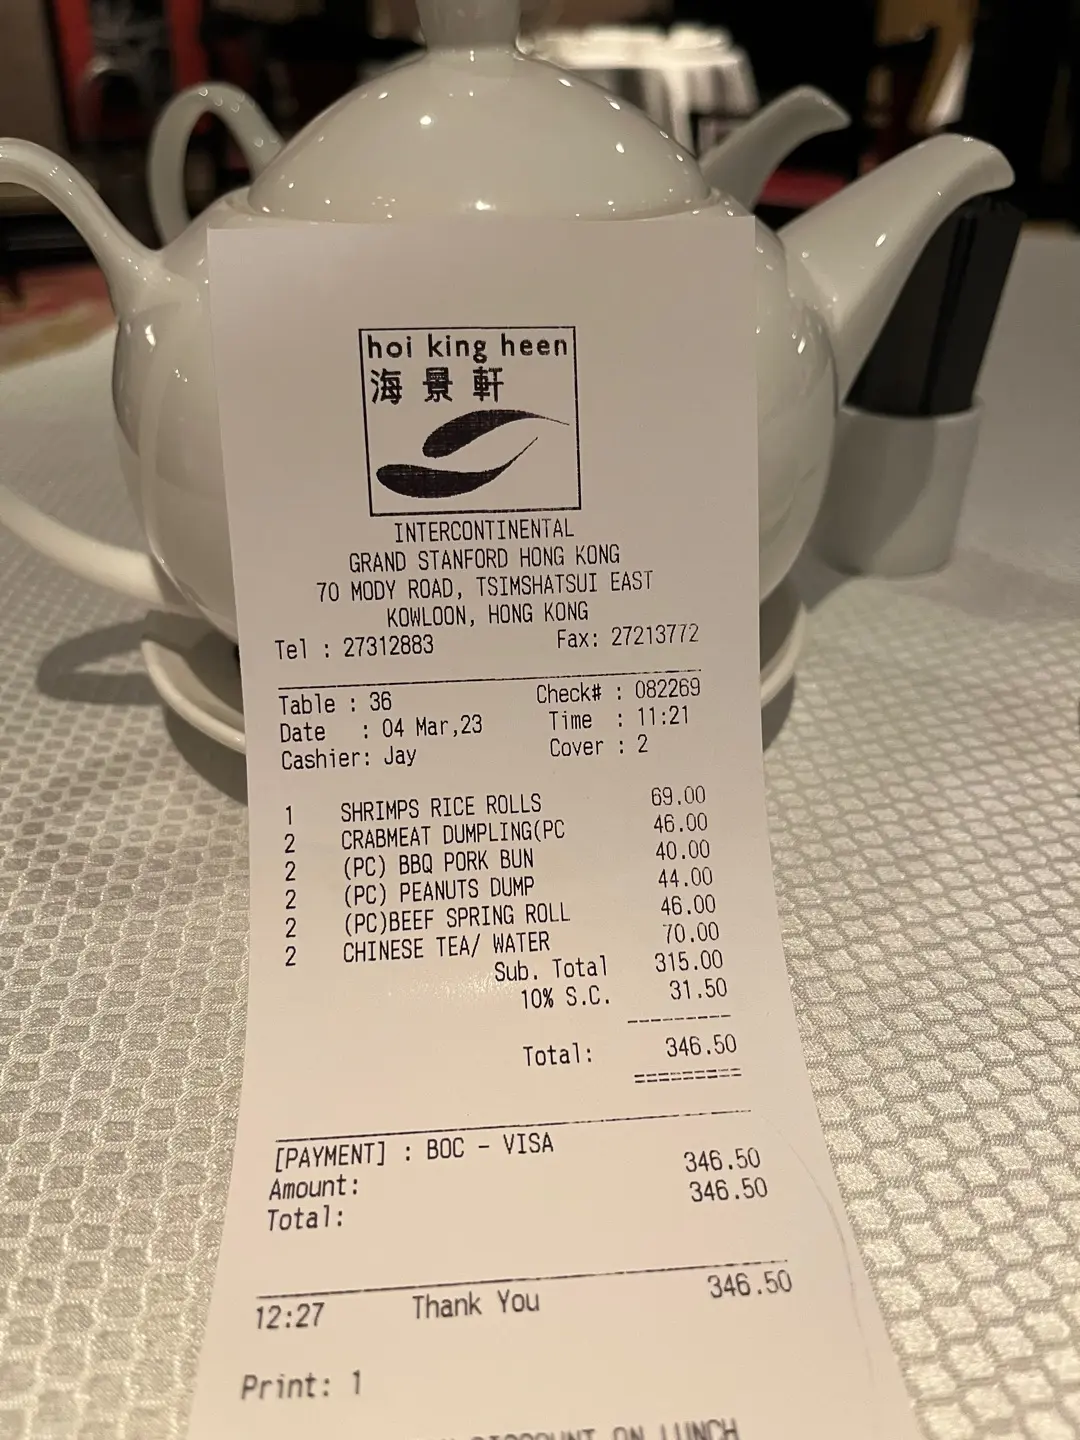 hoi king heen
海景軒
INTERCONTINENTAL
GRAND STANFORD HONG KONG
70 MODY ROAD, TSIMSHATSUI EAST
KOWLOON, HONG KONG
Tel : 27312883 Fax: 27213772
Table : 36 Check# : 082269
Date : 04 Mar,23 Time : 11:21
Cashier: Jay Cover : 2
1 SHRIMPS RICE ROLLS 69.00
2 CRABMEAT DUMPLING(PC 46.00
2 (PC) BBQ PORK BUN 40.00
2 (PC) PEANUTS DUMP 44.00
2 (PC)BEEF SPRING ROLL 46.00
2 CHINESE TEA/ WATER 70.00
Sub. Total 315.00
10% S.C. 31.50
---------
Total: 346.50
=========
[PAYMENT] : BOC - VISA
Amount: 346.50
Total: 346.50
12:27 Thank You 346.50
Print: 1
DISCOUNT ON LUNCH